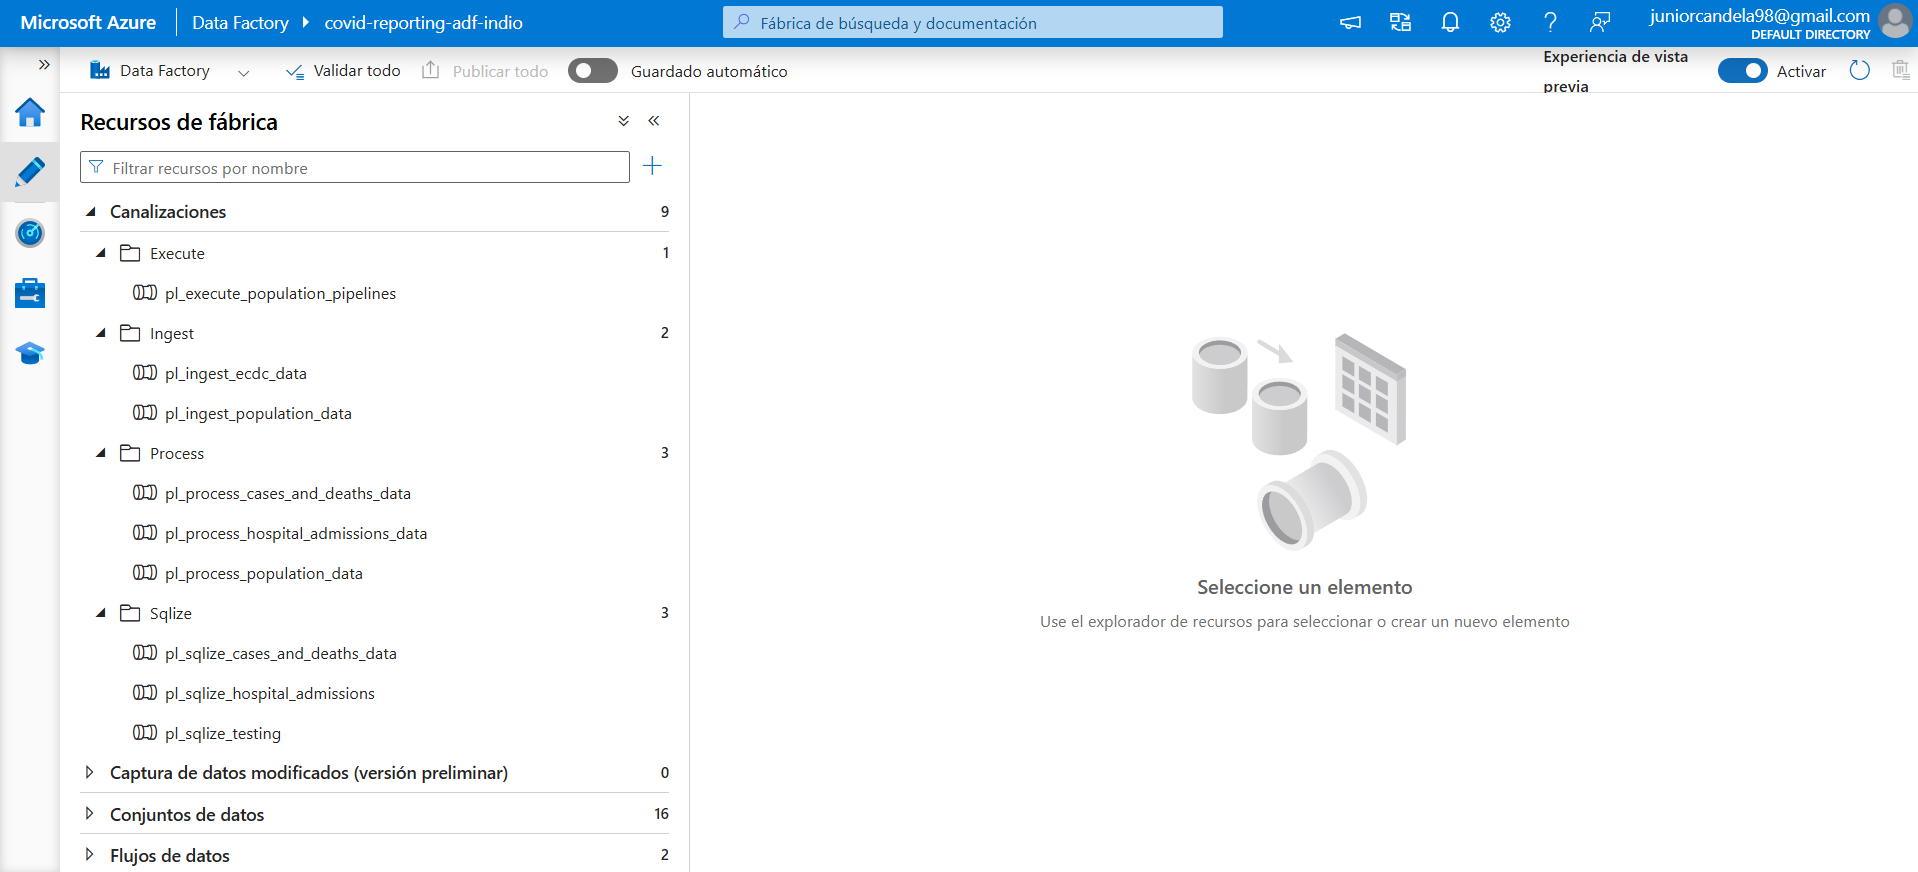 Microsoft Azure
Data Factory
covid-reporting-adf-indio
Fábrica de búsqueda y documentación
juniorcandela98@gmail.com
DEFAULT DIRECTORY
Data Factory
Validar todo
Publicar todo
Guardado automático
Experiencia de vista
previa
Activar
Recursos de fábrica
Filtrar recursos por nombre
Canalizaciones 9
Execute 1
pl_execute_population_pipelines
Ingest 2
pl_ingest_ecdc_data
pl_ingest_population_data
Process 3
pl_process_cases_and_deaths_data
pl_process_hospital_admissions_data
pl_process_population_data
Sqlize 3
pl_sqlize_cases_and_deaths_data
pl_sqlize_hospital_admissions
pl_sqlize_testing
Captura de datos modificados (versión preliminar) 0
Conjuntos de datos 16
Flujos de datos 2
Seleccione un elemento
Use el explorador de recursos para seleccionar o crear un nuevo elemento